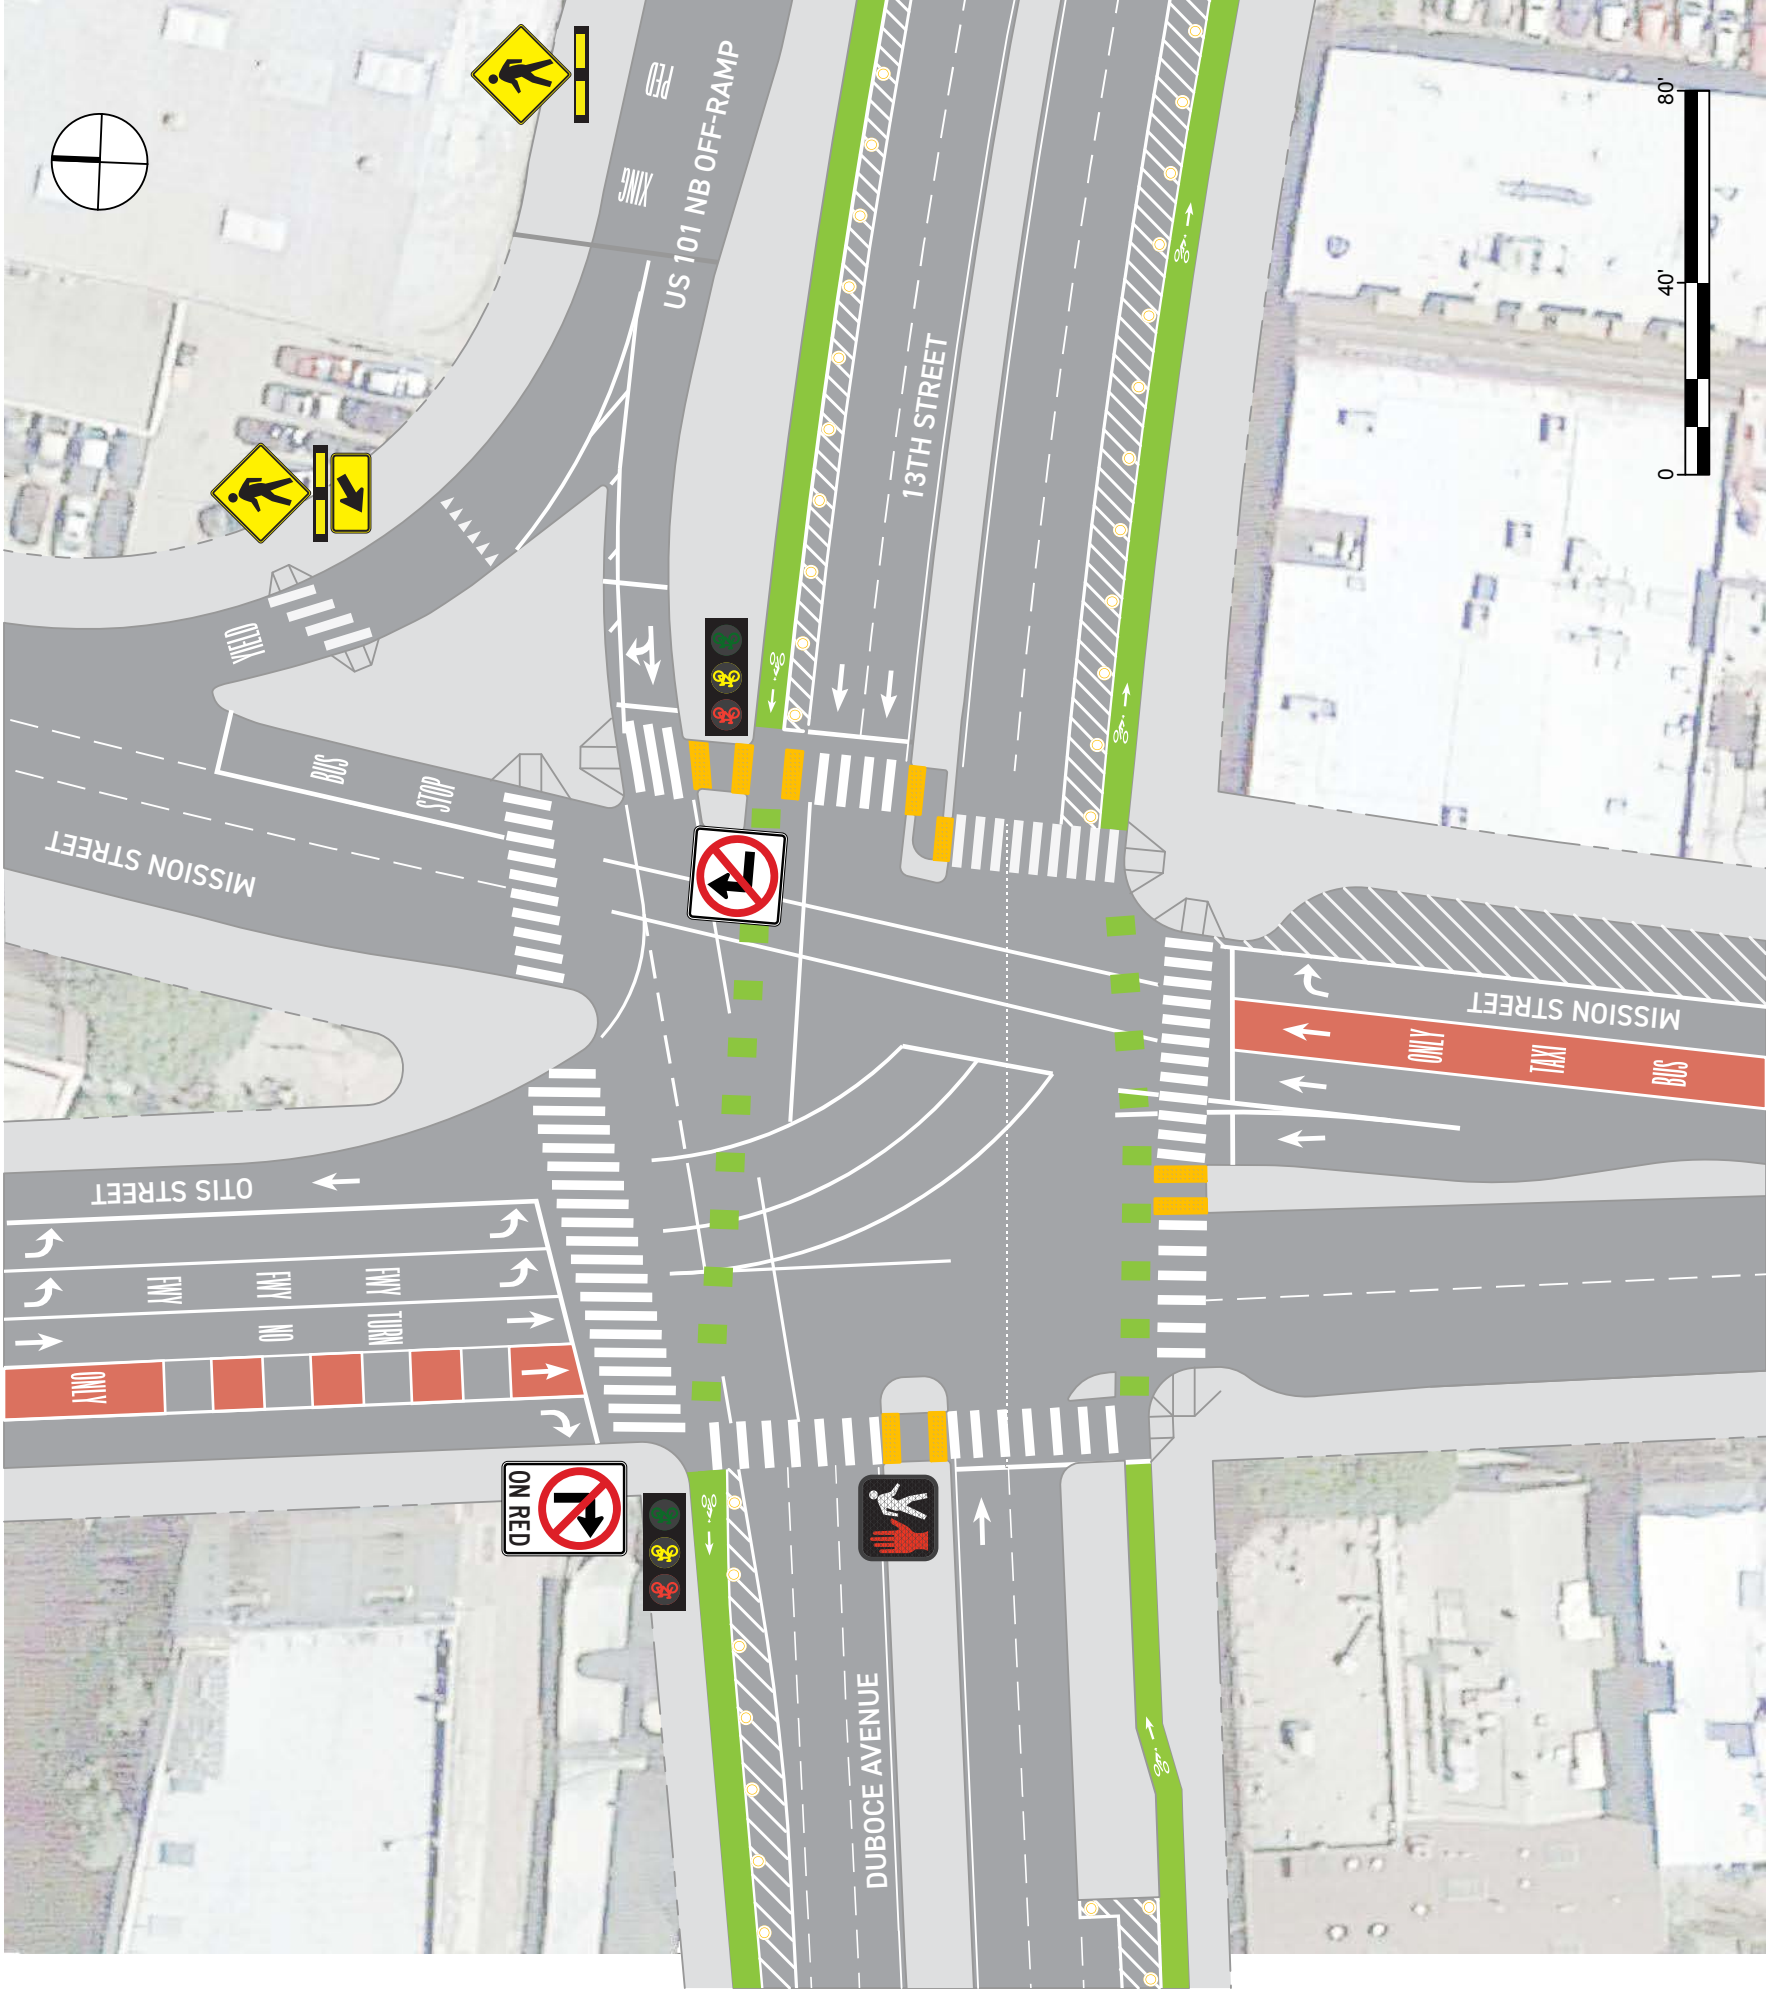 PED
XING
US 101 NB OFF-RAMP
80'
40'
0
13TH STREET
YIELD
BUS
STOP
MISSION STREET
MISSION STREET
ONLY
TAXI
BUS
OTIS STREET
FWY
FWY
FWY
TURN
NO
ONLY
ON RED
DUBOCE AVENUE